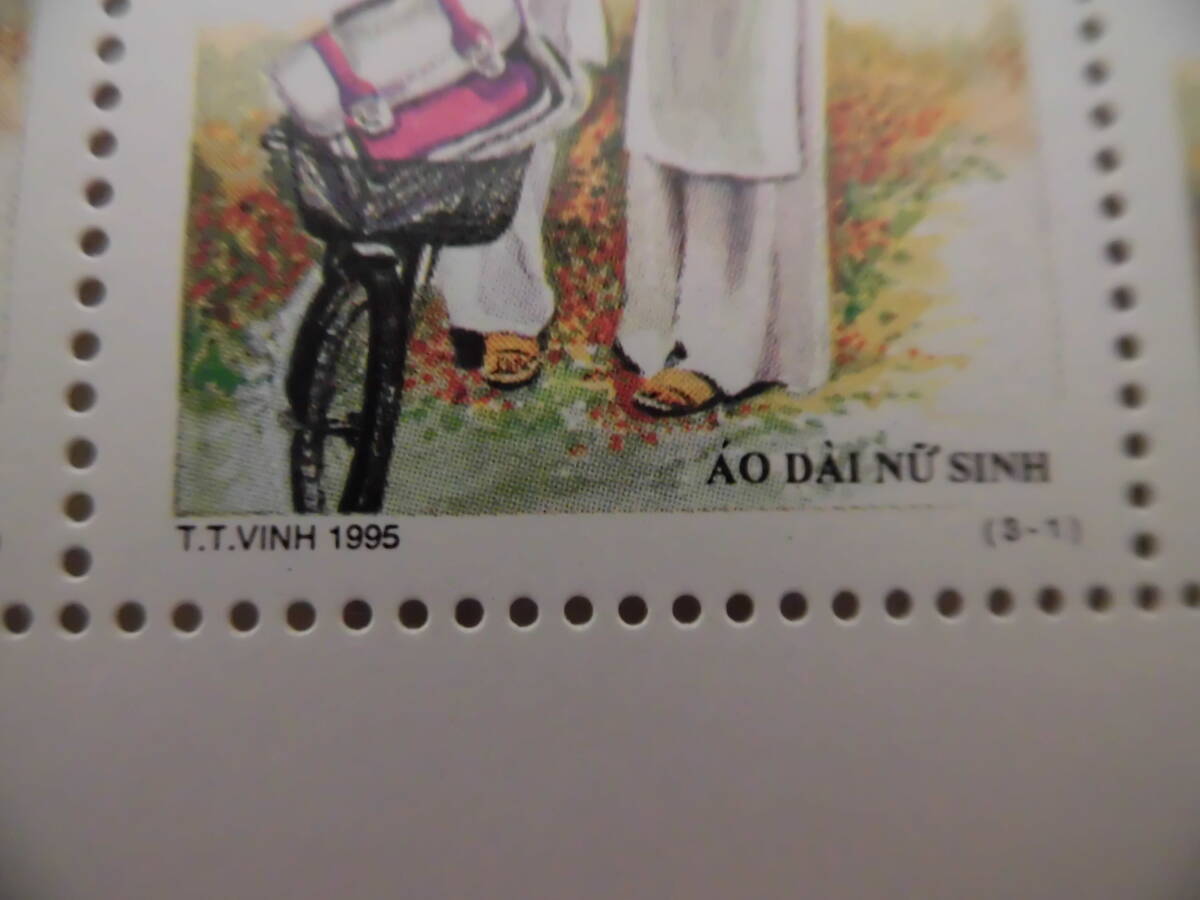 ÁO DÀI NỮ SINH
T.T.VINH 1995
(3-1)